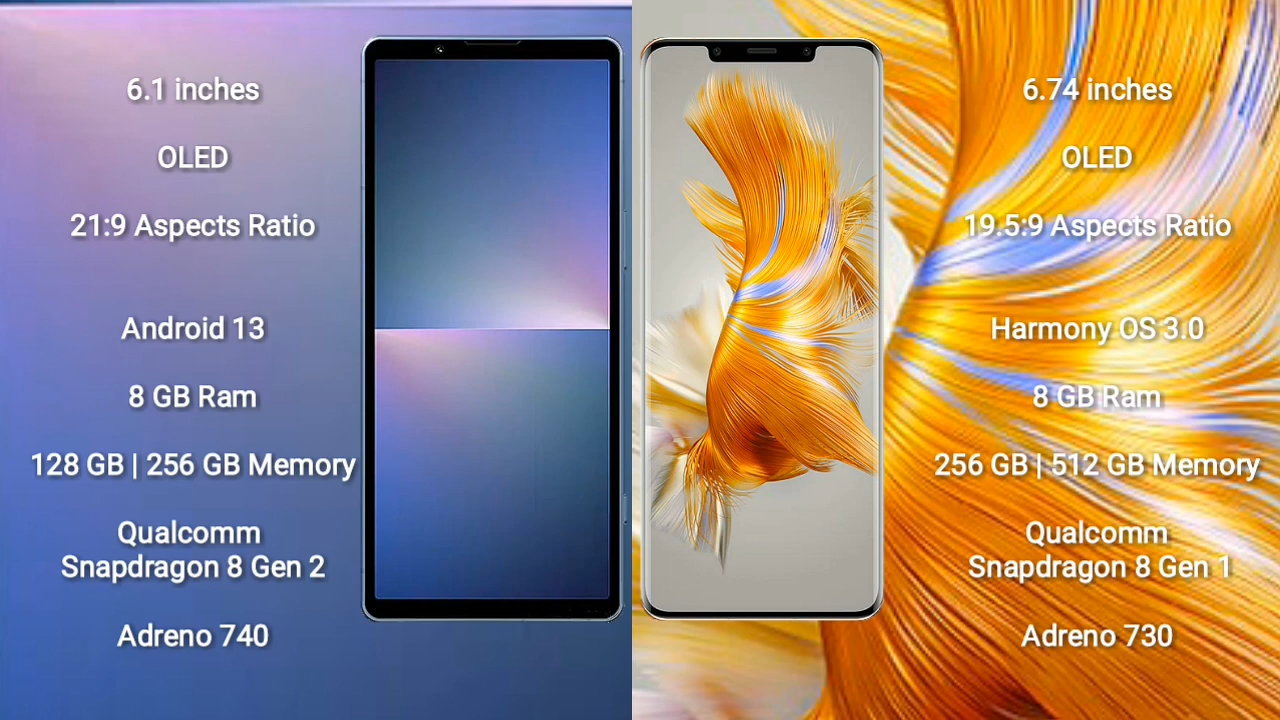 6.1 inches
OLED
21:9 Aspects Ratio
Android 13
8 GB Ram
128 GB | 256 GB Memory
Qualcomm
Snapdragon 8 Gen 2
Adreno 740
6.74 inches
OLED
19.5:9 Aspects Ratio
Harmony OS 3.0
8 GB Ram
256 GB | 512 GB Memory
Qualcomm
Snapdragon 8 Gen 1
Adreno 730